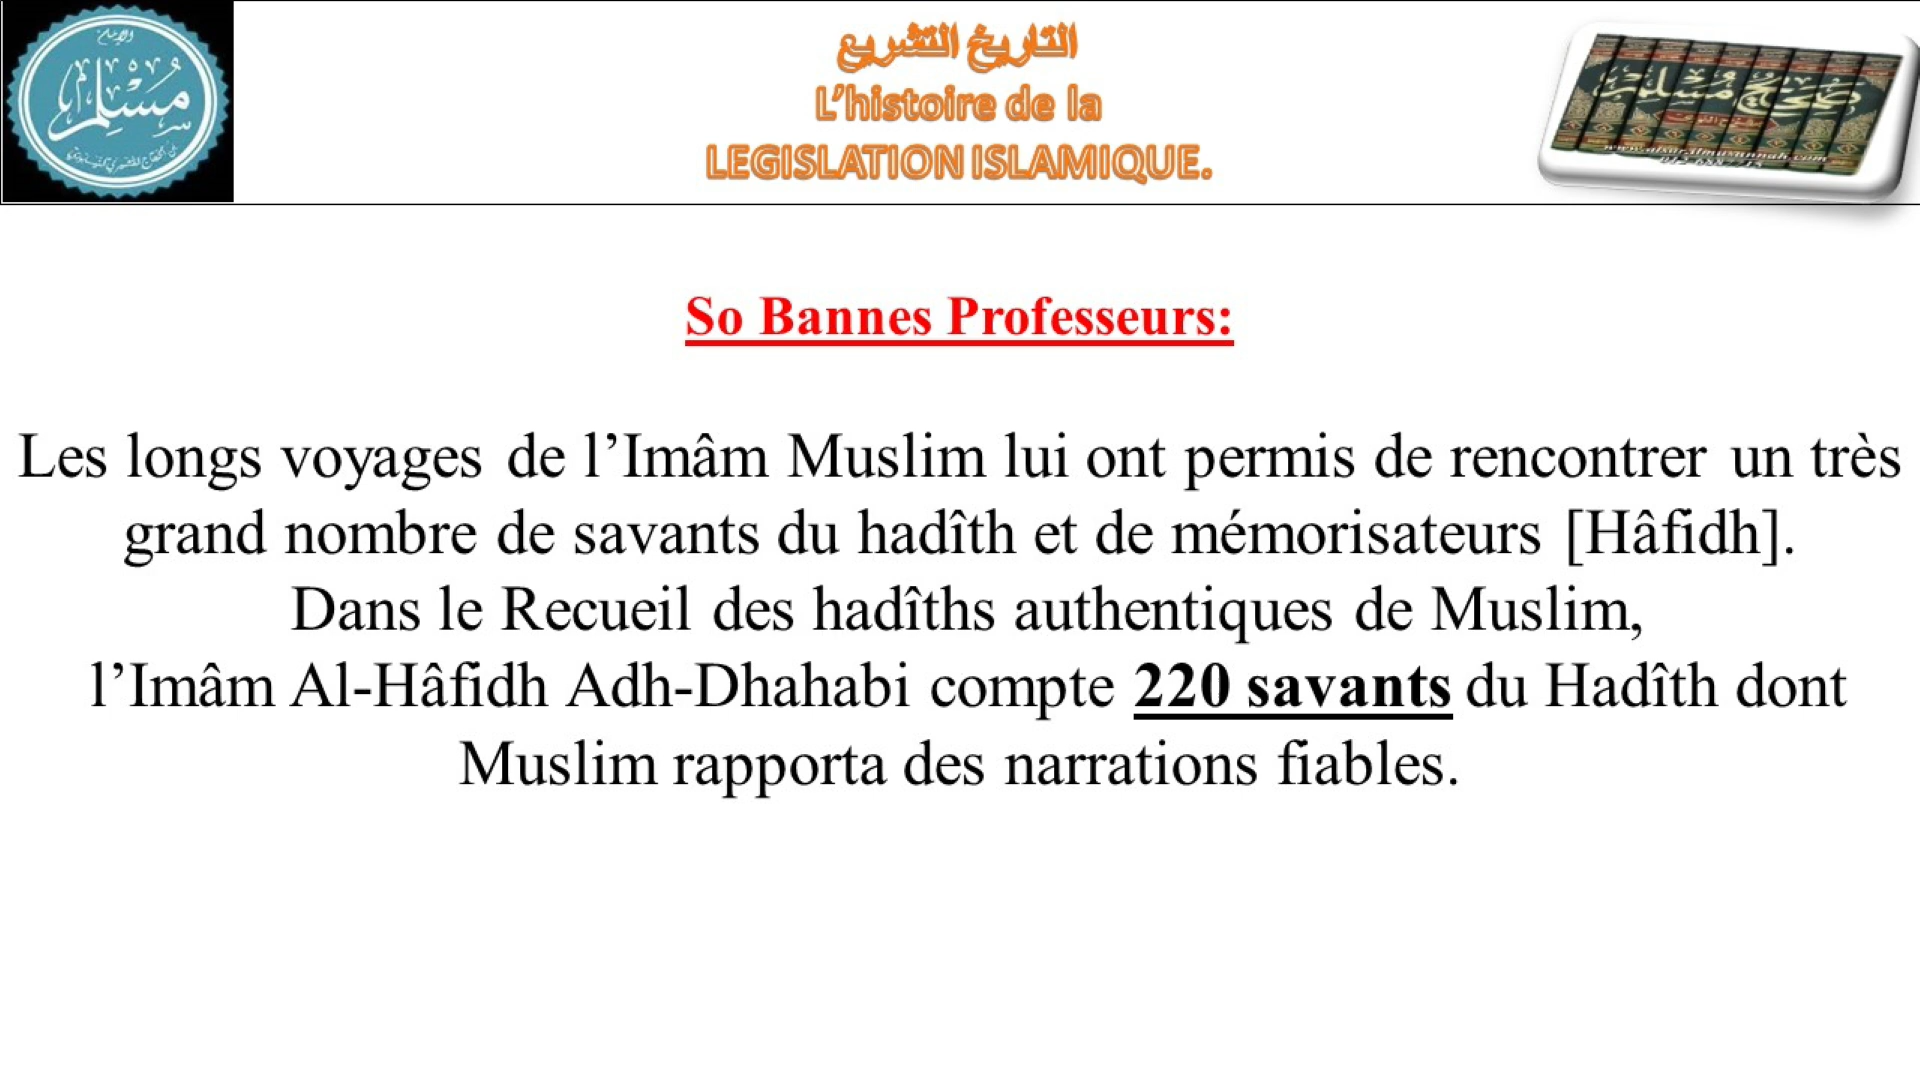 الإمام
مُسْلِم
التاريخ التشريع
L’histoire de la
LEGISLATION ISLAMIQUE.
صحيح مسلم
So Bannes Professeurs:
Les longs voyages de l’Imâm Muslim lui ont permis de rencontrer un très
grand nombre de savants du hadîth et de mémorisateurs [Hâfidh].
Dans le Recueil des hadîths authentiques de Muslim,
l’Imâm Al-Hâfidh Adh-Dhahabi compte 220 savants du Hadîth dont
Muslim rapporta des narrations fiables.